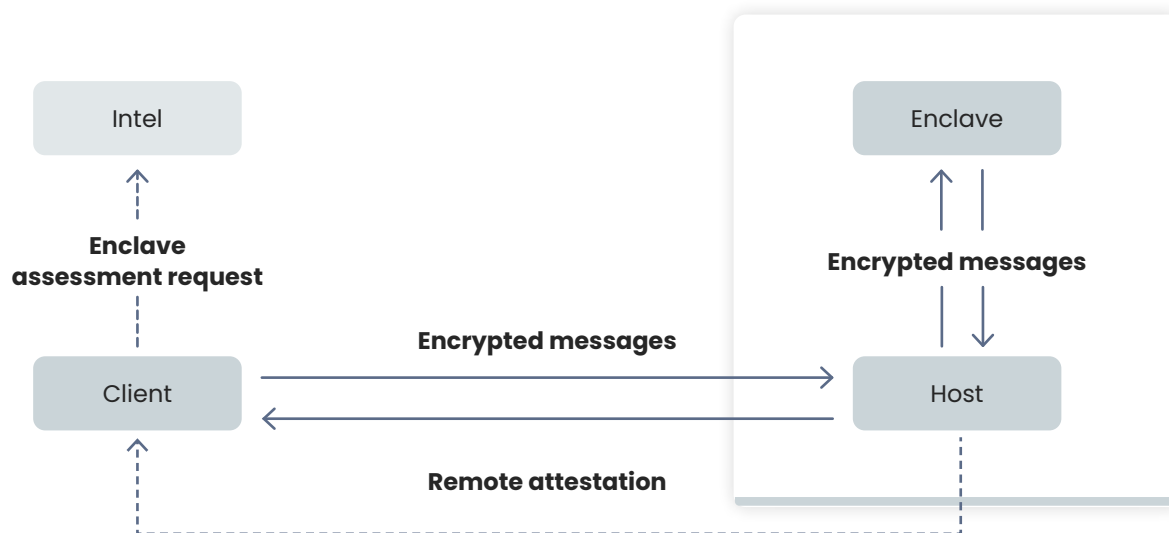 Intel
Enclave
Enclave
assessment request
Encrypted messages
Encrypted messages
Client
Host
Remote attestation